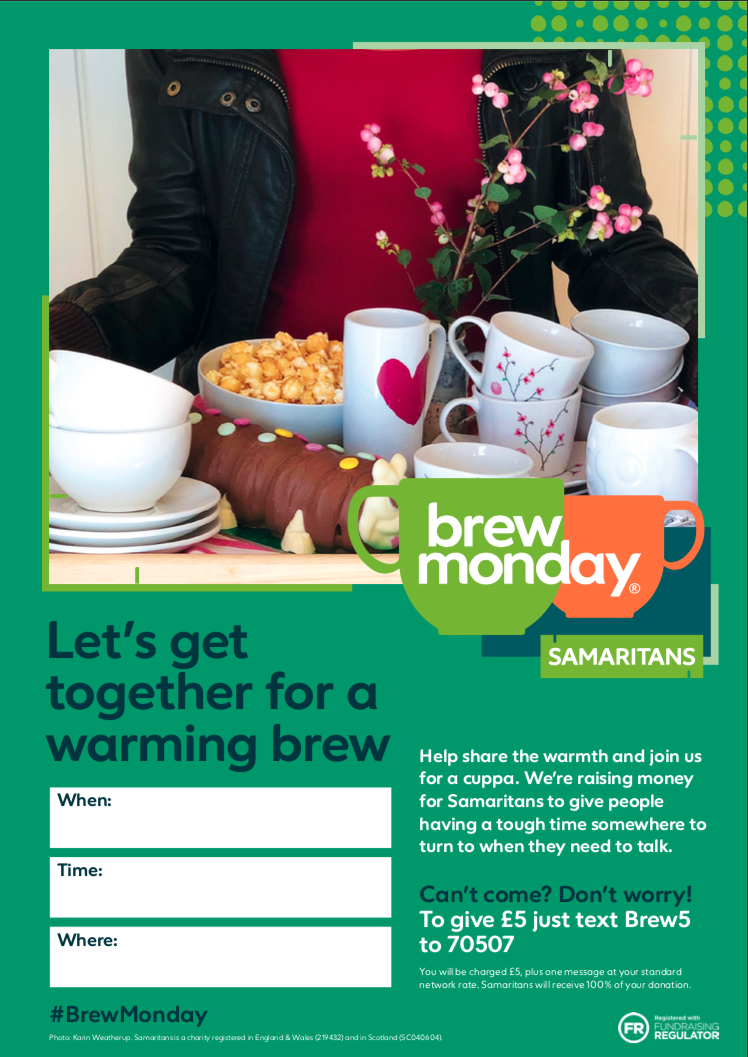 brew
monday®
SAMARITANS
Let's get
together for a
warming brew
When:
Time:
Where:
#BrewMonday
Help share the warmth and join us
for a cuppa. We're raising money
for Samaritans to give people
having a tough time somewhere to
turn to when they need to talk.
Can't come? Don't worry!
To give £5 just text Brew5
to 70507
You will be charged £5, plus one message at your standard
network rate. Samaritans will receive 100% of your donation.
Photo: Karin Weatherup. Samaritans is a charity registered in England & Wales (219432) and in Scotland (SC040604).
FR
Registered with
FUNDRAISING
REGULATOR